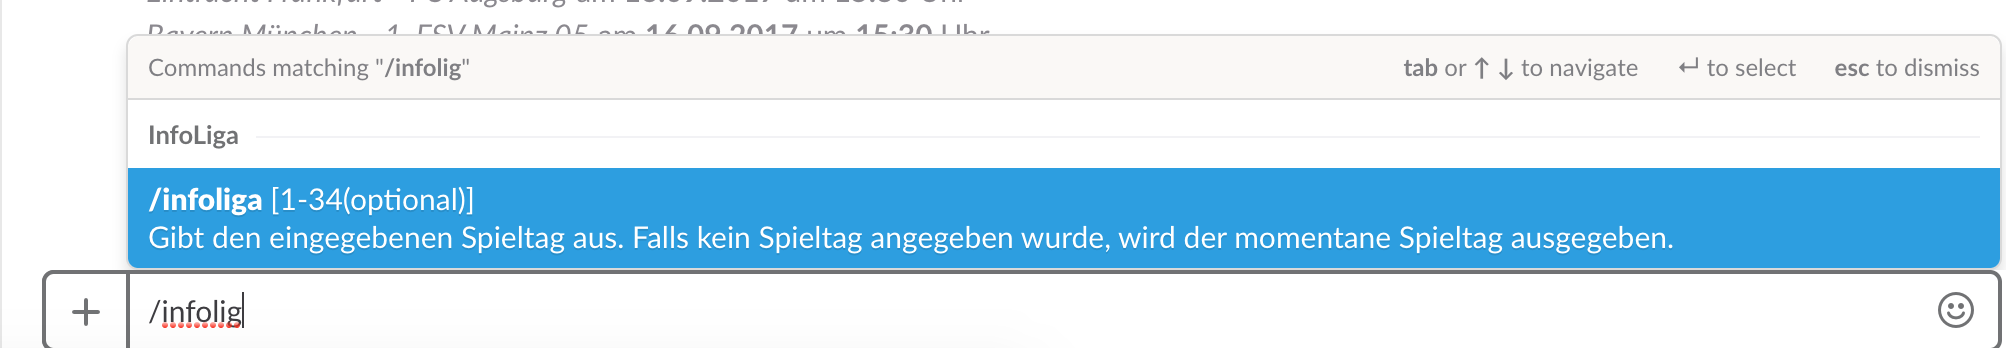 Eintracht Frankfurt - FC Augsburg am 16.09.2017 um 15:30 Uhr
Bayern München - 1. FSV Mainz 05 am 16.09.2017 um 15:30 Uhr
Commands matching "/infolig" tab or ↑ ↓ to navigate ↵ to select esc to dismiss
InfoLiga
/infoliga [1-34(optional)]
Gibt den eingegebenen Spieltag aus. Falls kein Spieltag angegeben wurde, wird der momentane Spieltag ausgegeben.
+ /infolig